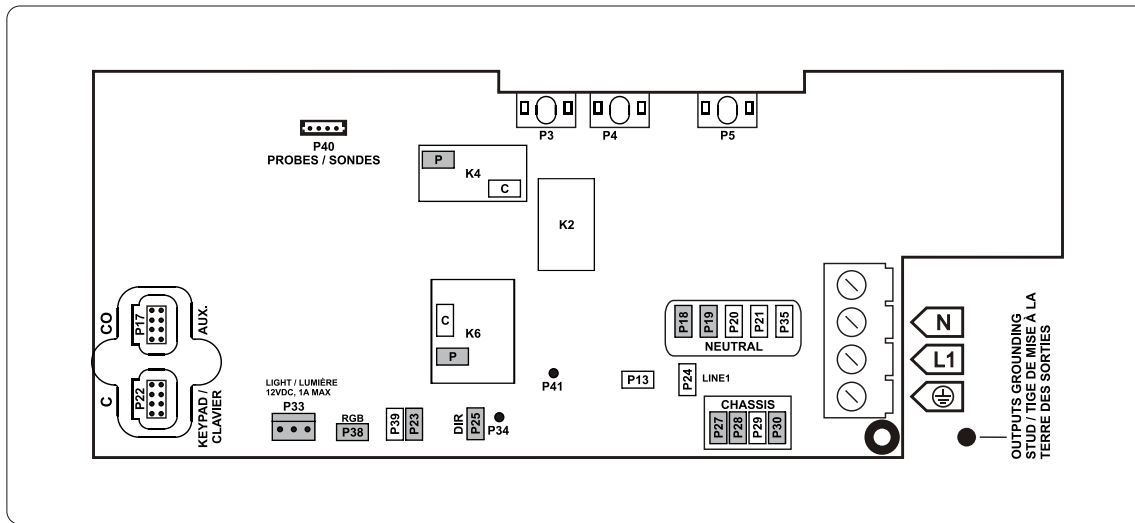 P3
P4
P5
P40
PROBES / SONDES
P
K4
C
K2
CO
P17
AUX.
C
P22
KEYPAD /
CLAVIER
C
K6
P
P41
LIGHT / LUMIÈRE
12VDC, 1A MAX
P33
RGB
P38
P39
P23
DIR
P25
P34
P18
P19
P20
P21
P35
NEUTRAL
P13
P24
LINE1
CHASSIS
P27
P28
P29
P30
N
L1
OUTPUTS GROUNDING
STUD / TIGE DE MISE À LA
TERRE DES SORTIES